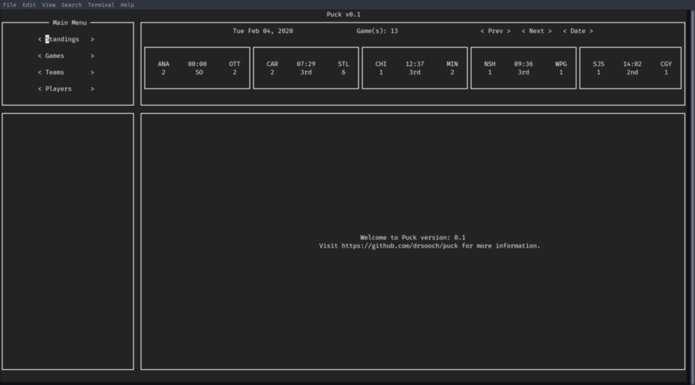 File Edit View Search Terminal Help
Puck v0.1
Main Menu
< Standings >
< Games >
< Teams >
< Players >
Tue Feb 04, 2020 Game(s): 13 < Prev > < Next > < Date >
ANA 00:00 OTT
2 SO 2
CAR 07:29 STL
2 3rd 6
CHI 12:37 MIN
1 3rd 2
NSH 09:36 WPG
1 3rd 1
SJS 14:02 CGY
1 2nd 1
Welcome to Puck version: 0.1
Visit https://github.com/drsooch/puck for more information.